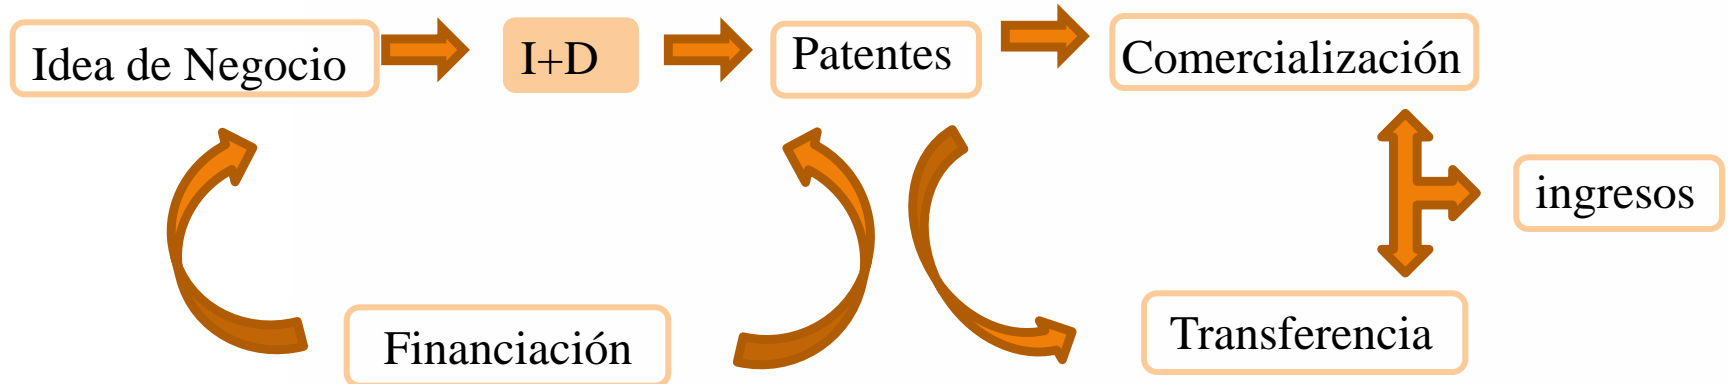 Idea de Negocio
I+D
Patentes
Comercialización
ingresos
Financiación
Transferencia